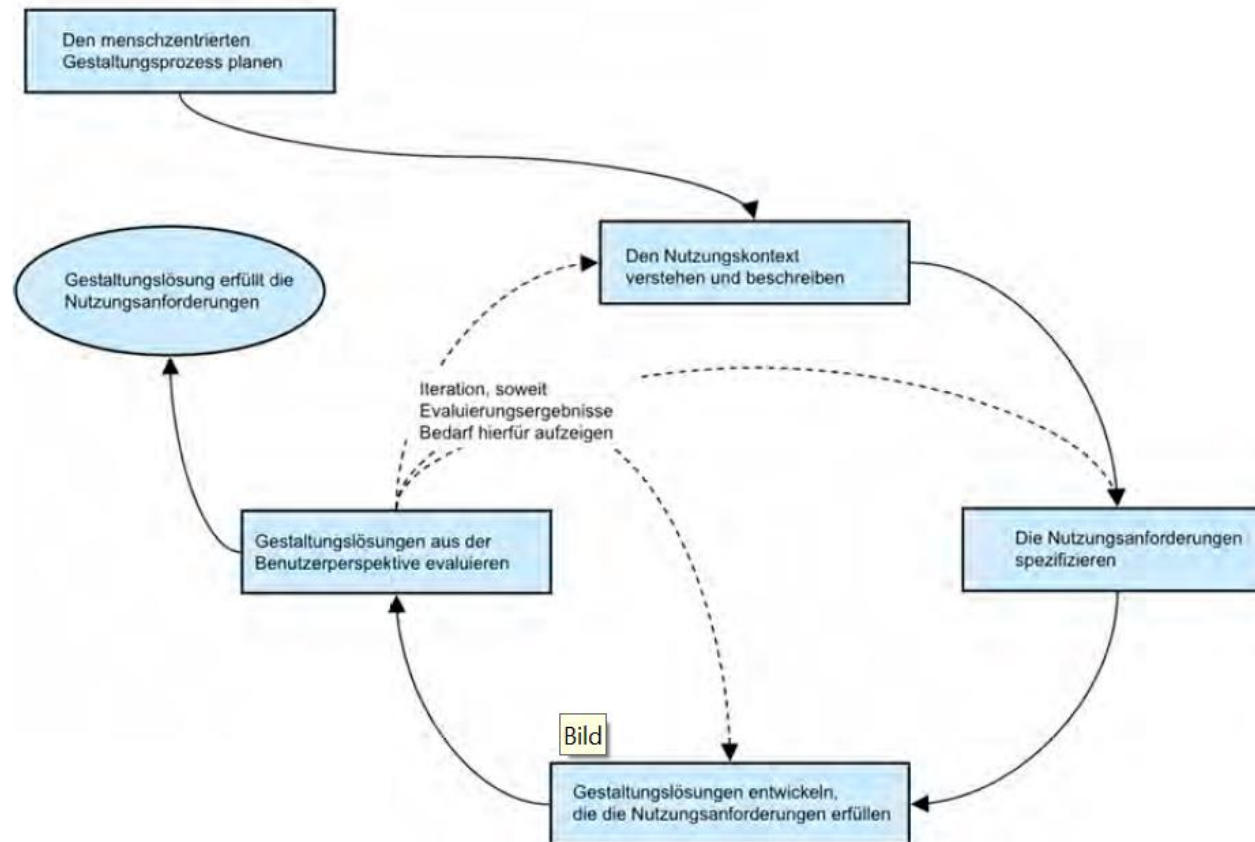 Den menschzentrierten
Gestaltungsprozess planen
Den Nutzungskontext
verstehen und beschreiben
Gestaltungslösung erfüllt die
Nutzungsanforderungen
Iteration, soweit
Evaluierungsergebnisse
Bedarf hierfür aufzeigen
Gestaltungslösungen aus der
Benutzerperspektive evaluieren
Die Nutzungsanforderungen
spezifizieren
Bild
Gestaltungslösungen entwickeln,
die die Nutzungsanforderungen erfüllen